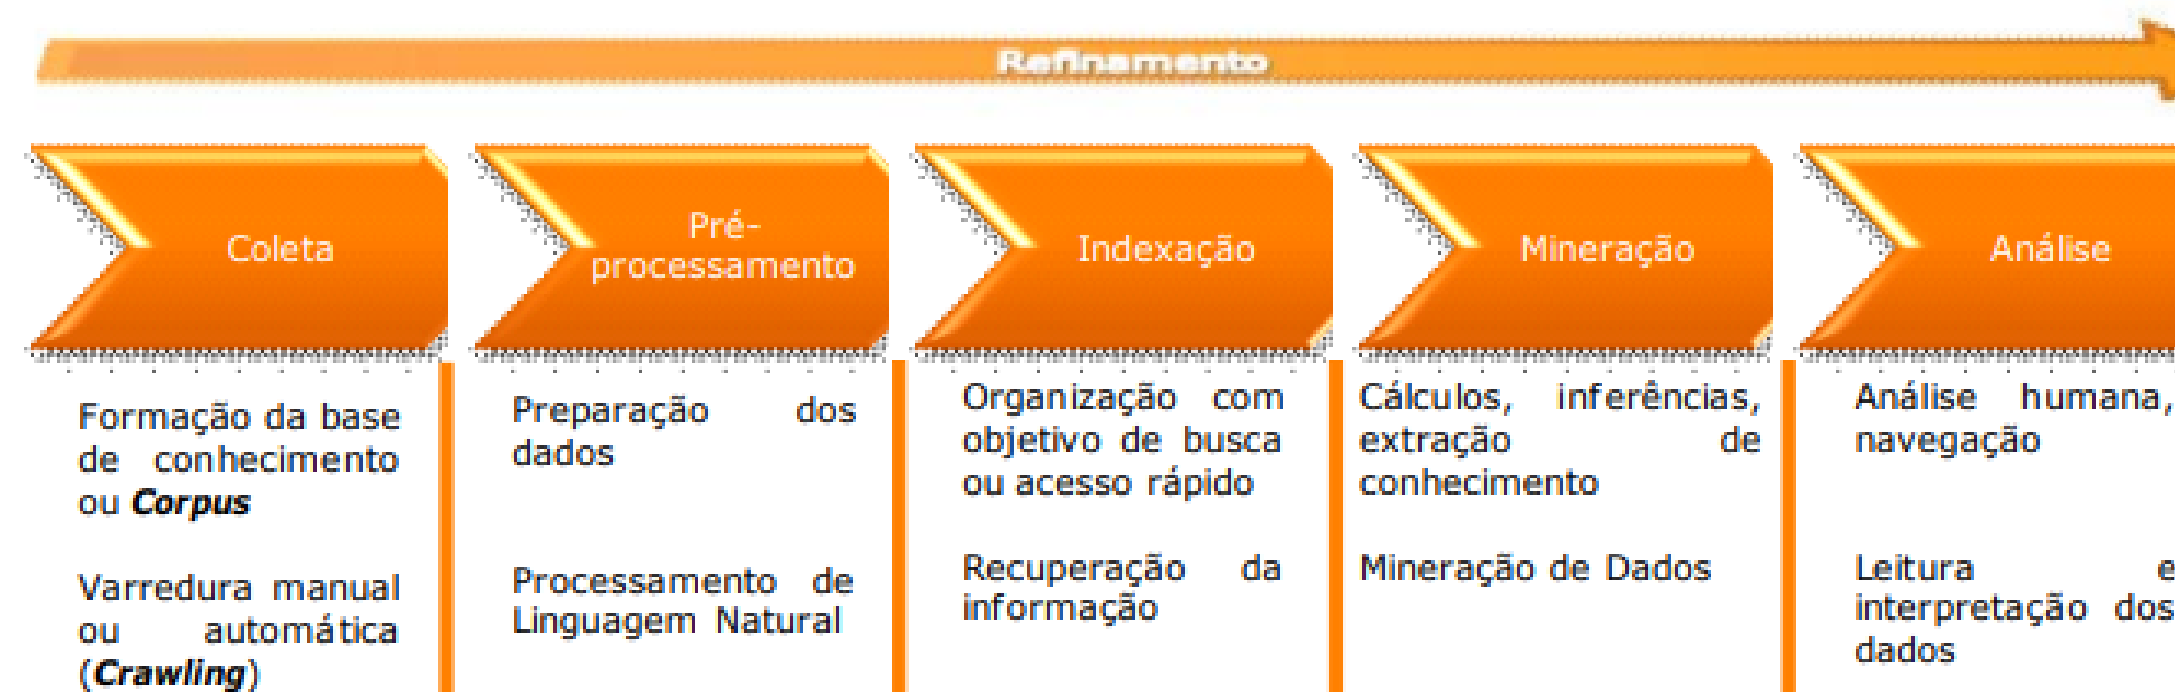 Refinamento
Coleta
Pré-
processamento
Indexação
Mineração
Análise
Formação da base
de conhecimento
ou Corpus
Varredura manual
ou automática
(Crawling)
Preparação dos
dados
Processamento de
Linguagem Natural
Organização com
objetivo de busca
ou acesso rápido
Recuperação da
informação
Cálculos, inferências,
extração de
conhecimento
Mineração de Dados
Análise humana,
navegação
Leitura e
interpretação dos
dados